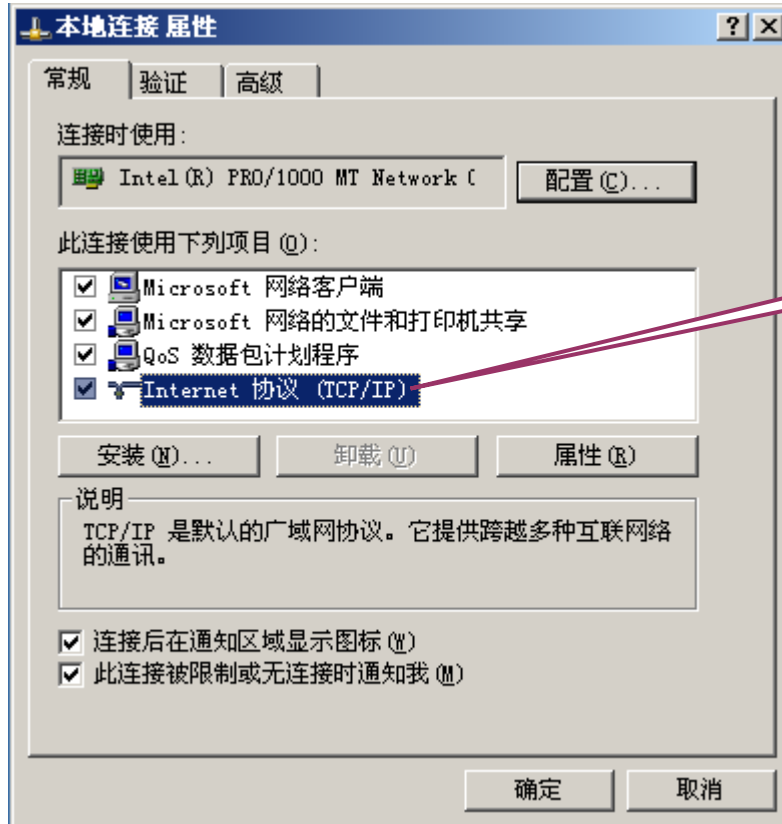 本地连接 属性
常规 验证 高级
连接时使用:
Intel(R) PRO/1000 MT Network C 配置(C)...
此连接使用下列项目(O):
Microsoft 网络客户端
Microsoft 网络的文件和打印机共享
QoS 数据包计划程序
Internet 协议 (TCP/IP)
安装(N)... 卸载(U) 属性(R)
说明
TCP/IP 是默认的广域网协议。它提供跨越多种互联网络
的通讯。
连接后在通知区域显示图标(W)
此连接被限制或无连接时通知我(M)
确定 取消